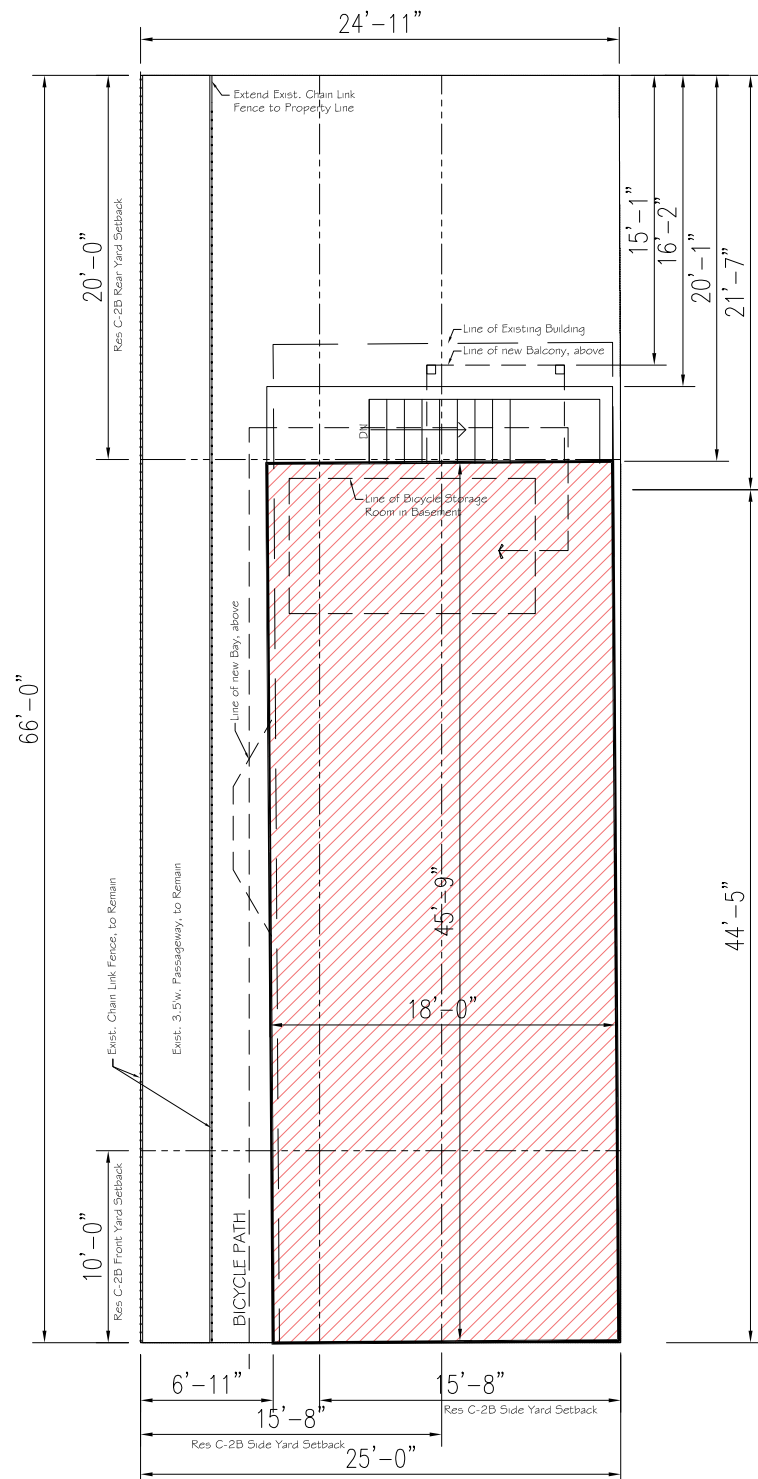 24'-11"
Extend Exist. Chain Link
Fence to Property Line
20'-0"
Res C-2B Rear Yard Setback
15'-1"
16'-2"
20'-1"
21'-7"
Line of Existing Building
Line of new Balcony, above
DN
Line of Bicycle Storage
Room in Basement
66'-0"
Line of new Bay, above
45'-9"
44'-5"
18'-0"
Exist. Chain Link Fence, to Remain
Exist. 3.5'w. Passageway, to Remain
10'-0"
Res C-2B Front Yard Setback
BICYCLE PATH
6'-11"
15'-8"
Res C-2B Side Yard Setback
15'-8"
Res C-2B Side Yard Setback
25'-0"